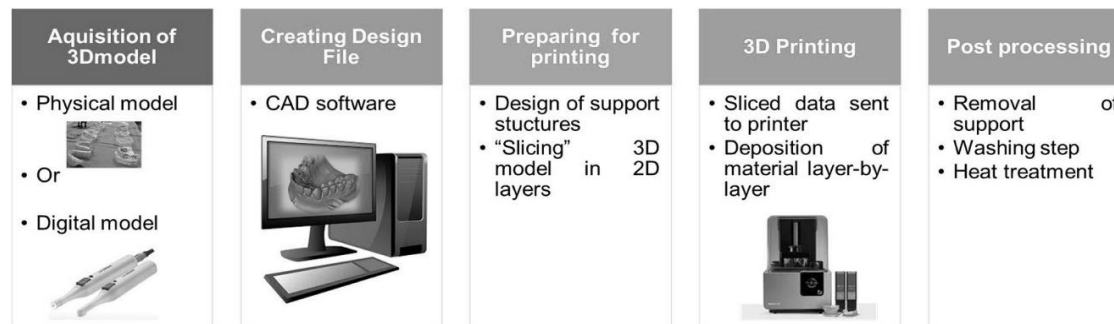 Aquisition of
3Dmodel
• Physical model
• Or
• Digital model
Creating Design
File
• CAD software
Preparing for
printing
• Design of support
stuctures
• “Slicing” 3D
model in 2D
layers
3D Printing
• Sliced data sent
to printer
• Deposition of
material layer-by-
layer
Post processing
• Removal of
support
• Washing step
• Heat treatment